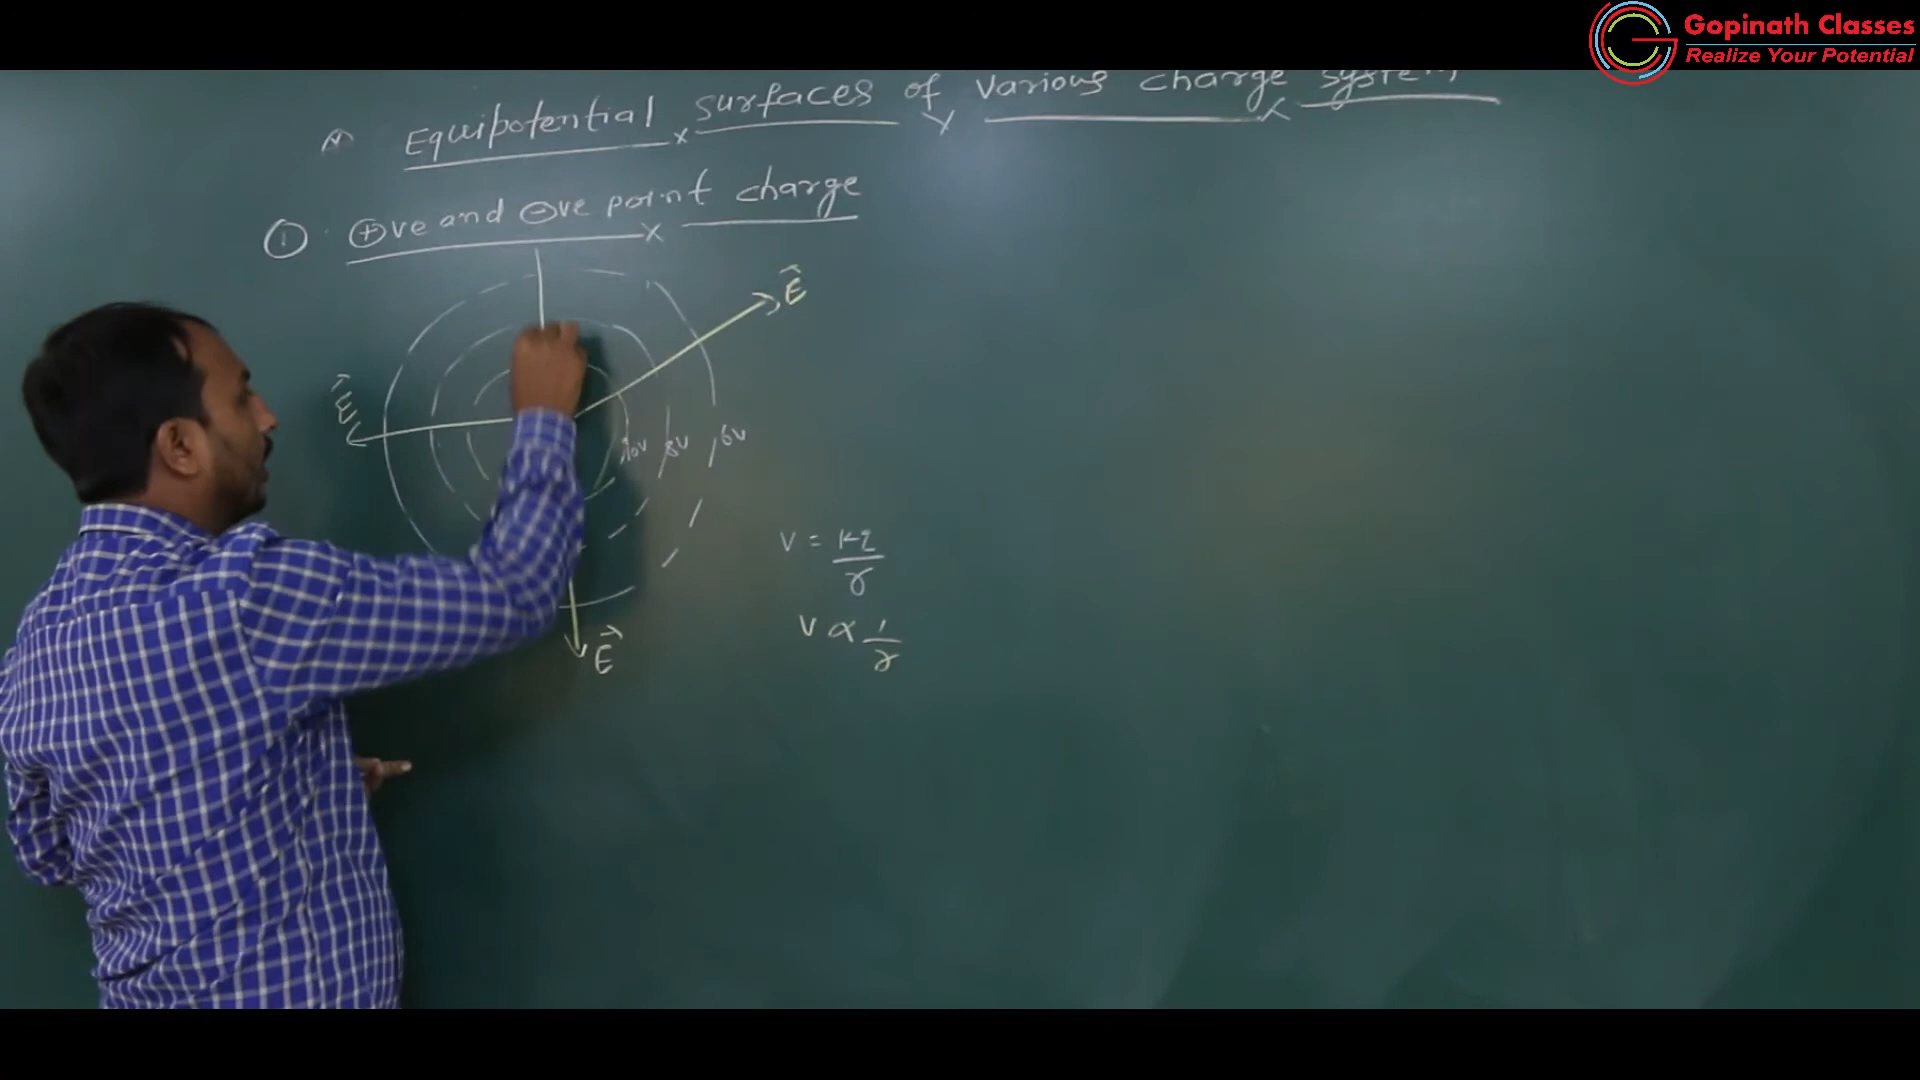 Gopinath Classes
Realize Your Potential
Equipotential surfaces of various charge system
① ⊕ve and ⊖ve point charge
E⃗
E⃗
10V 8V 6V
V = kq/r
V ∝ 1/r
E⃗